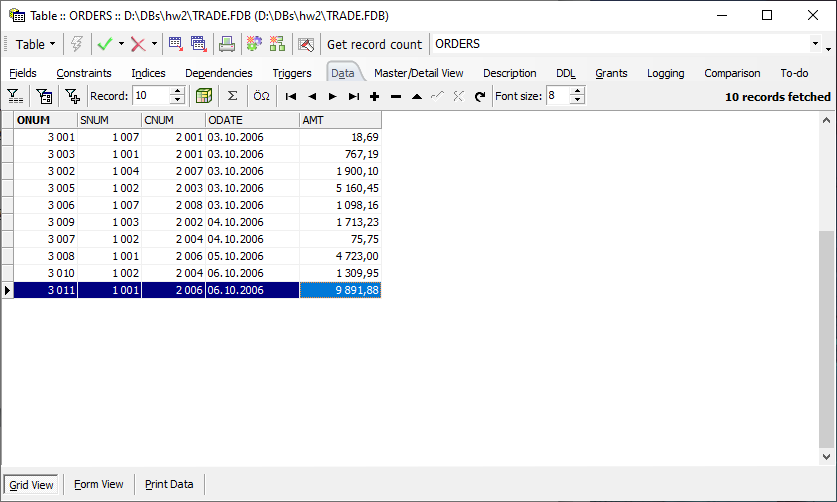 Table :: ORDERS :: D:\DBs\hw2\TRADE.FDB (D:\DBs\hw2\TRADE.FDB)
Table Get record count ORDERS
Fields Constraints Indices Dependencies Triggers Data Master/Detail View Description DDL Grants Logging Comparison To-do
Record: 10 Σ ÖΩ Font size: 8 10 records fetched
ONUM SNUM CNUM ODATE AMT
3 001 1 007 2 001 03.10.2006 18,69
3 003 1 001 2 001 03.10.2006 767,19
3 002 1 004 2 007 03.10.2006 1 900,10
3 005 1 002 2 003 03.10.2006 5 160,45
3 006 1 007 2 008 03.10.2006 1 098,16
3 009 1 003 2 002 04.10.2006 1 713,23
3 007 1 002 2 004 04.10.2006 75,75
3 008 1 001 2 006 05.10.2006 4 723,00
3 010 1 002 2 004 06.10.2006 1 309,95
3 011 1 001 2 006 06.10.2006 9 891,88
Grid View Form View Print Data